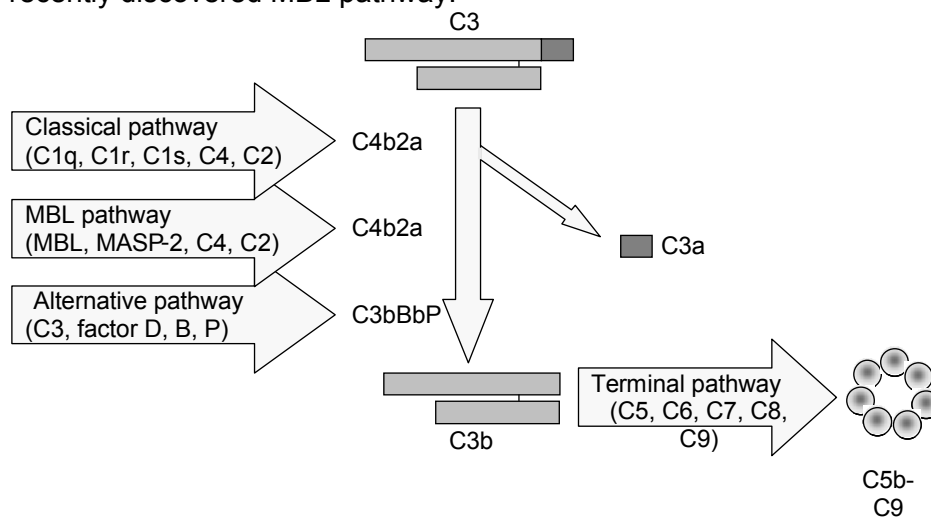 recently discovered MBL pathway.
C3
Classical pathway
(C1q, C1r, C1s, C4, C2)
C4b2a
MBL pathway
(MBL, MASP-2, C4, C2)
C4b2a
C3a
Alternative pathway
(C3, factor D, B, P)
C3bBbP
Terminal pathway
(C5, C6, C7, C8,
C9)
C3b
C5b-
C9